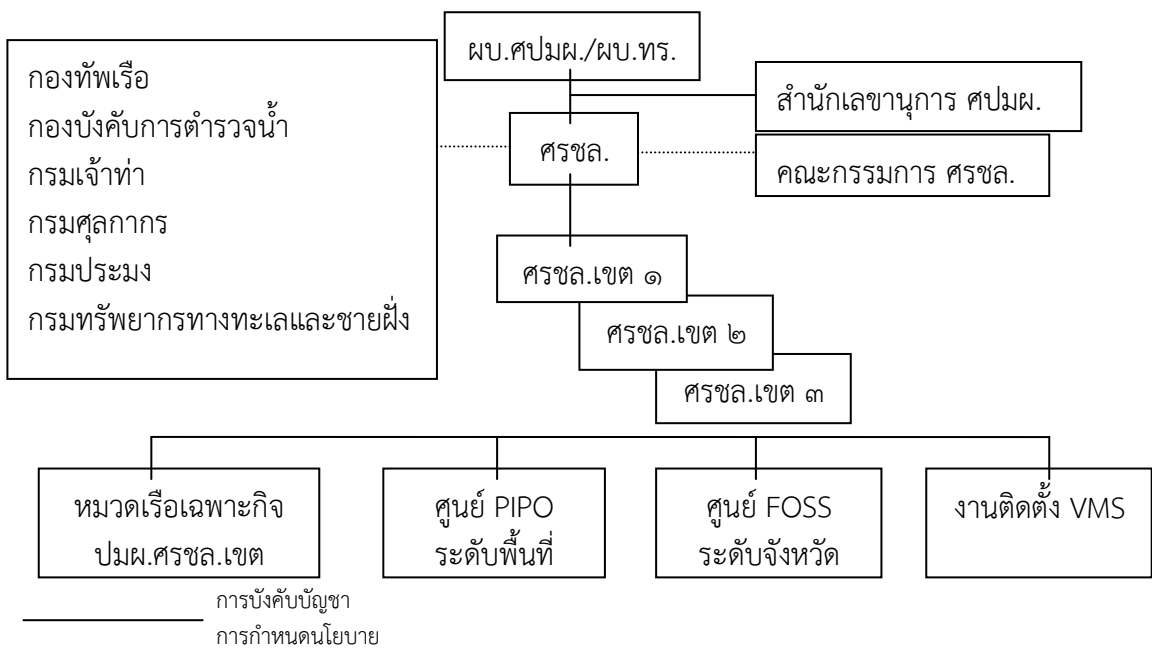 ผบ.ศปมผ./ผบ.ทร.
กองทัพเรือ
กองบังคับการตำรวจน้ำ
กรมเจ้าท่า
กรมศุลกากร
กรมประมง
กรมทรัพยากรทางทะเลและชายฝั่ง
สำนักเลขานุการ ศปมผ.
ศรชล.
คณะกรรมการ ศรชล.
ศรชล.เขต ๑
ศรชล.เขต ๒
ศรชล.เขต ๓
หมวดเรือเฉพาะกิจ
ปมผ.ศรชล.เขต
ศูนย์ PIPO
ระดับพื้นที่
ศูนย์ FOSS
ระดับจังหวัด
งานติดตั้ง VMS
การบังคับบัญชา
การกำหนดนโยบาย